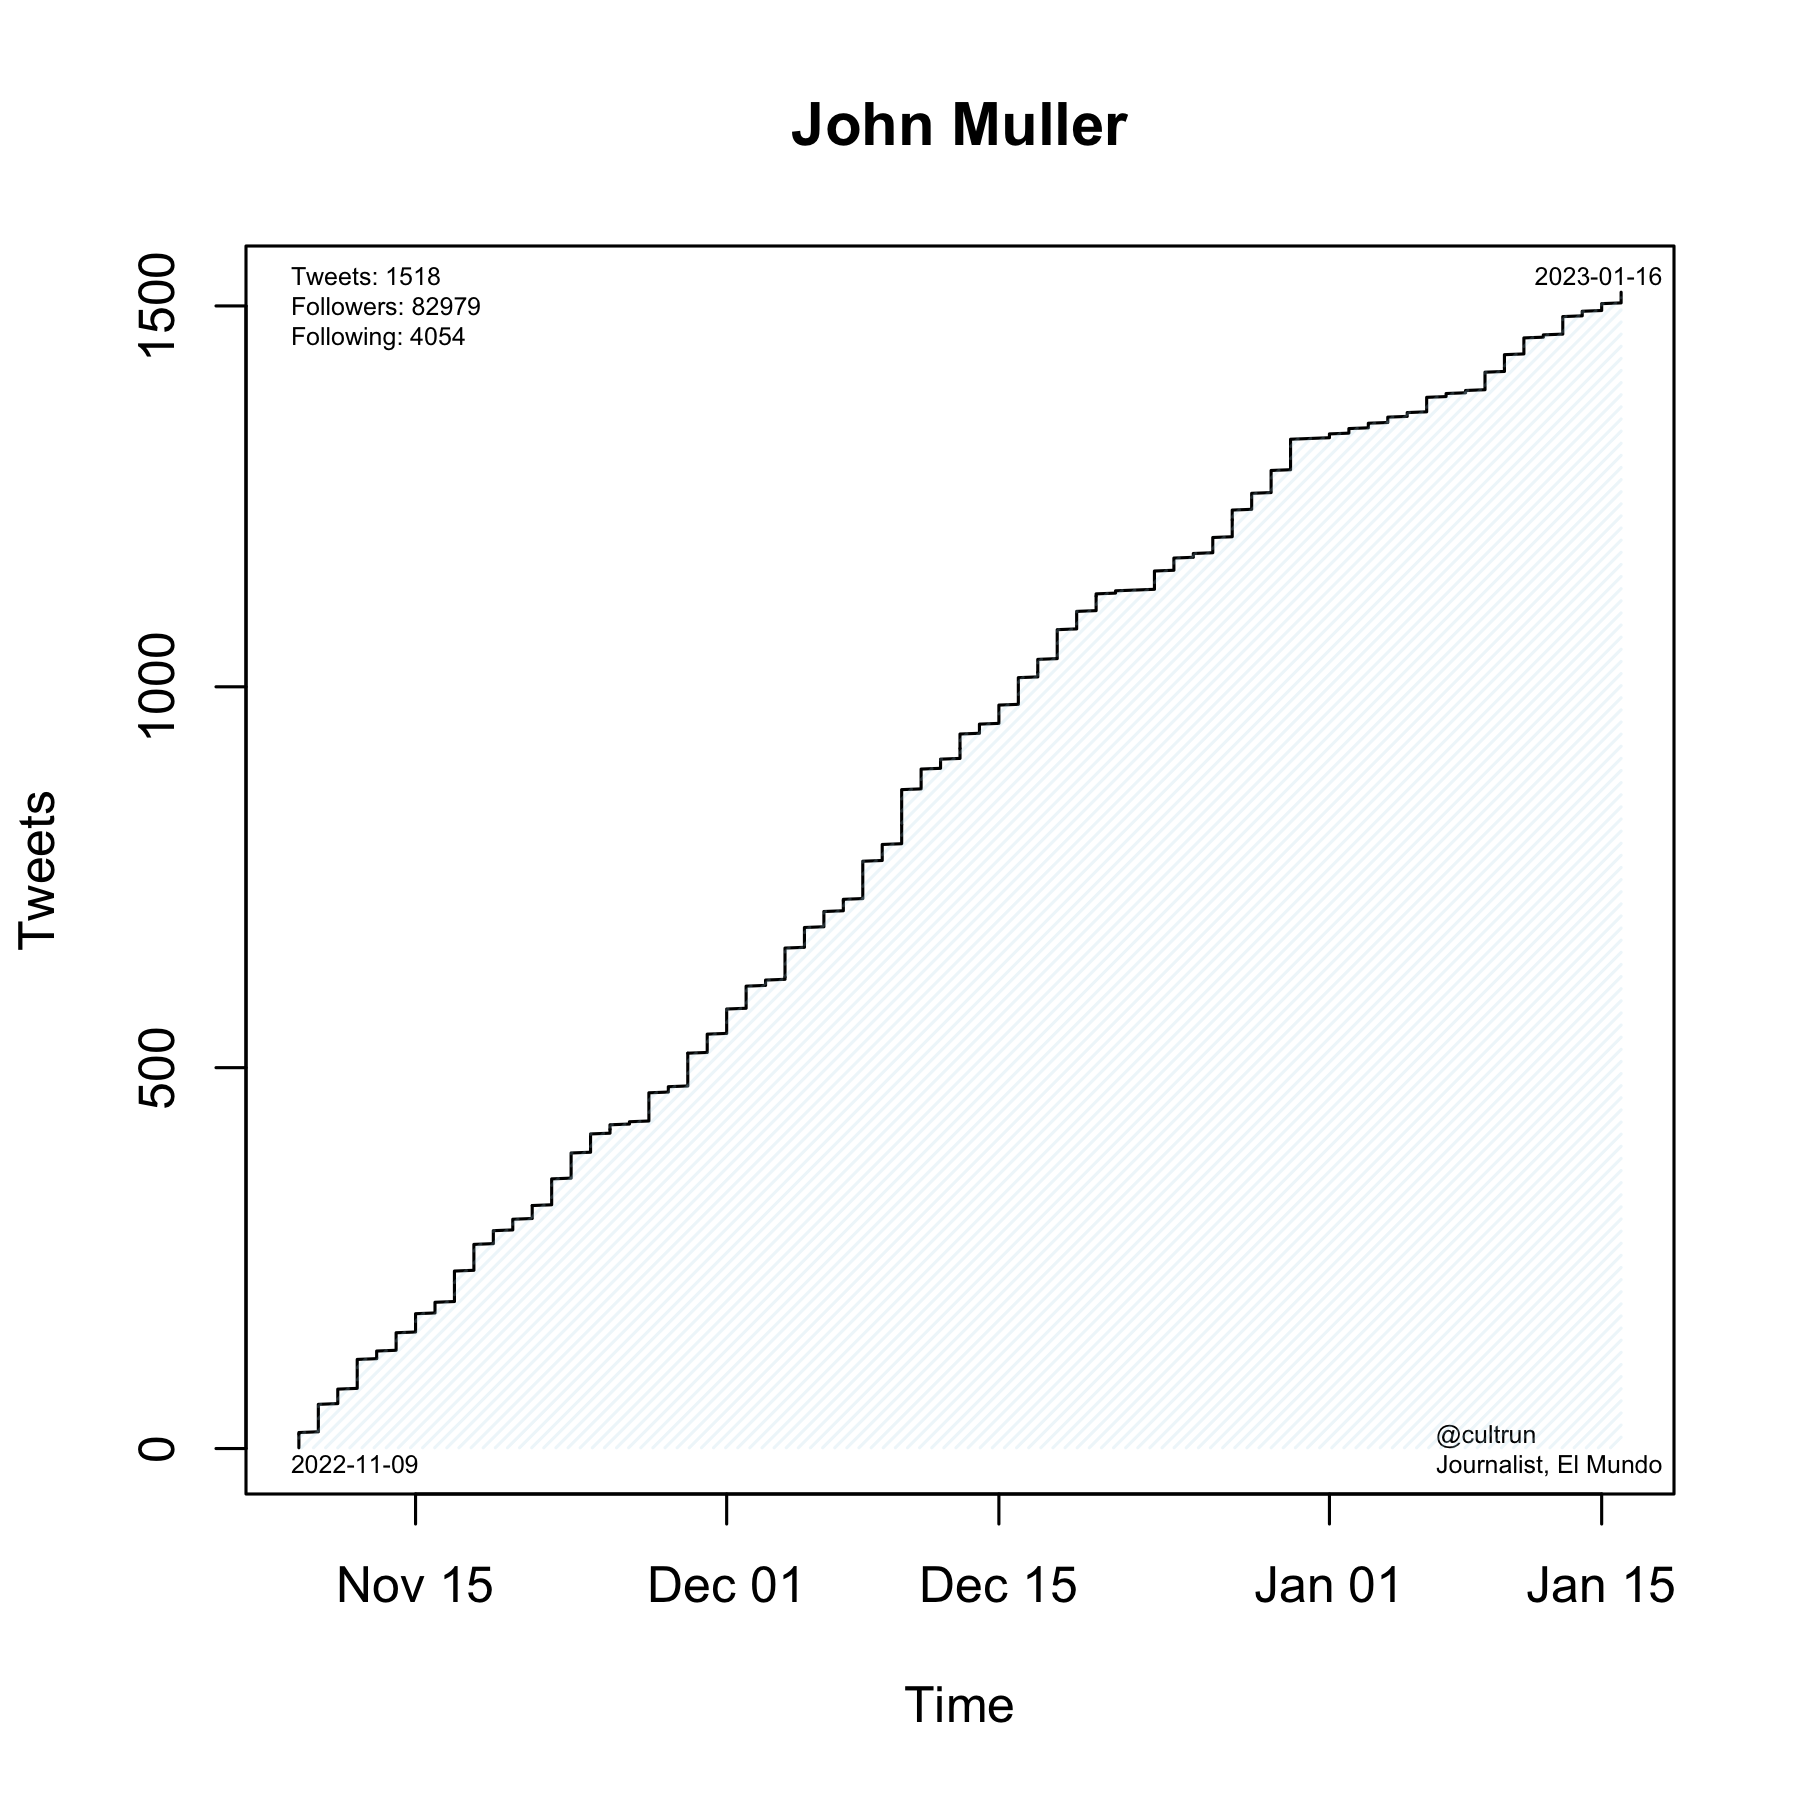 John Muller
Tweets: 1518
Followers: 82979
Following: 4054
2023-01-16
1500
1000
500
0
Tweets
@cultrun
Journalist, El Mundo
2022-11-09
Nov 15
Dec 01
Dec 15
Jan 01
Jan 15
Time